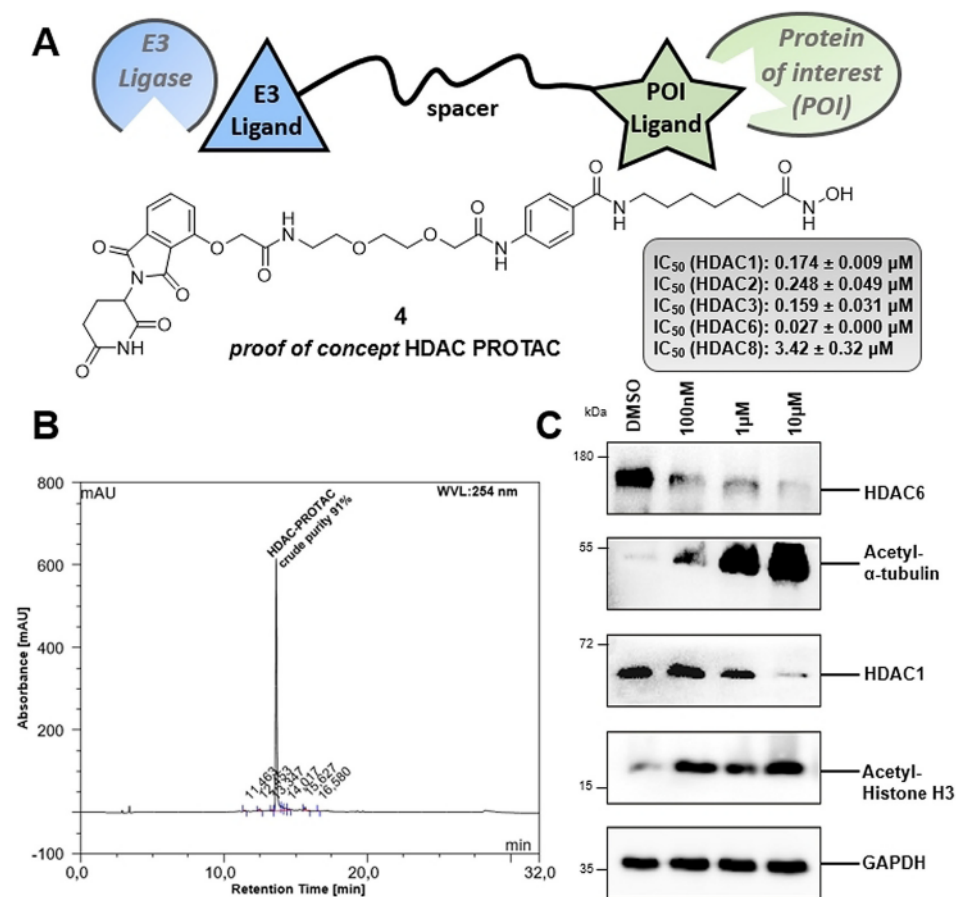 A
E3
Ligase
E3
Ligand
spacer
POI
Ligand
Protein
of interest
(POI)
O
O
N
O
O
NH
O
O
O
H
N
O
O
O
N
H
O
N
H
O
N
H
OH
4
proof of concept HDAC PROTAC
IC50 (HDAC1): 0.174 ± 0.009 µM
IC50 (HDAC2): 0.248 ± 0.049 µM
IC50 (HDAC3): 0.159 ± 0.031 µM
IC50 (HDAC6): 0.027 ± 0.000 µM
IC50 (HDAC8): 3.42 ± 0.32 µM
B
800
mAU
WVL:254 nm
HDAC-PROTAC
crude purity 91%
600
400
200
-100
Absorbance [mAU]
11,463
13,347
14,017
15,627
16,580
min
0,0
10,0
20,0
32,0
Retention Time [min]
C
kDa
DMSO
100nM
1µM
10µM
180
HDAC6
55
Acetyl-
α-tubulin
72
HDAC1
15
Acetyl-
Histone H3
35
GAPDH